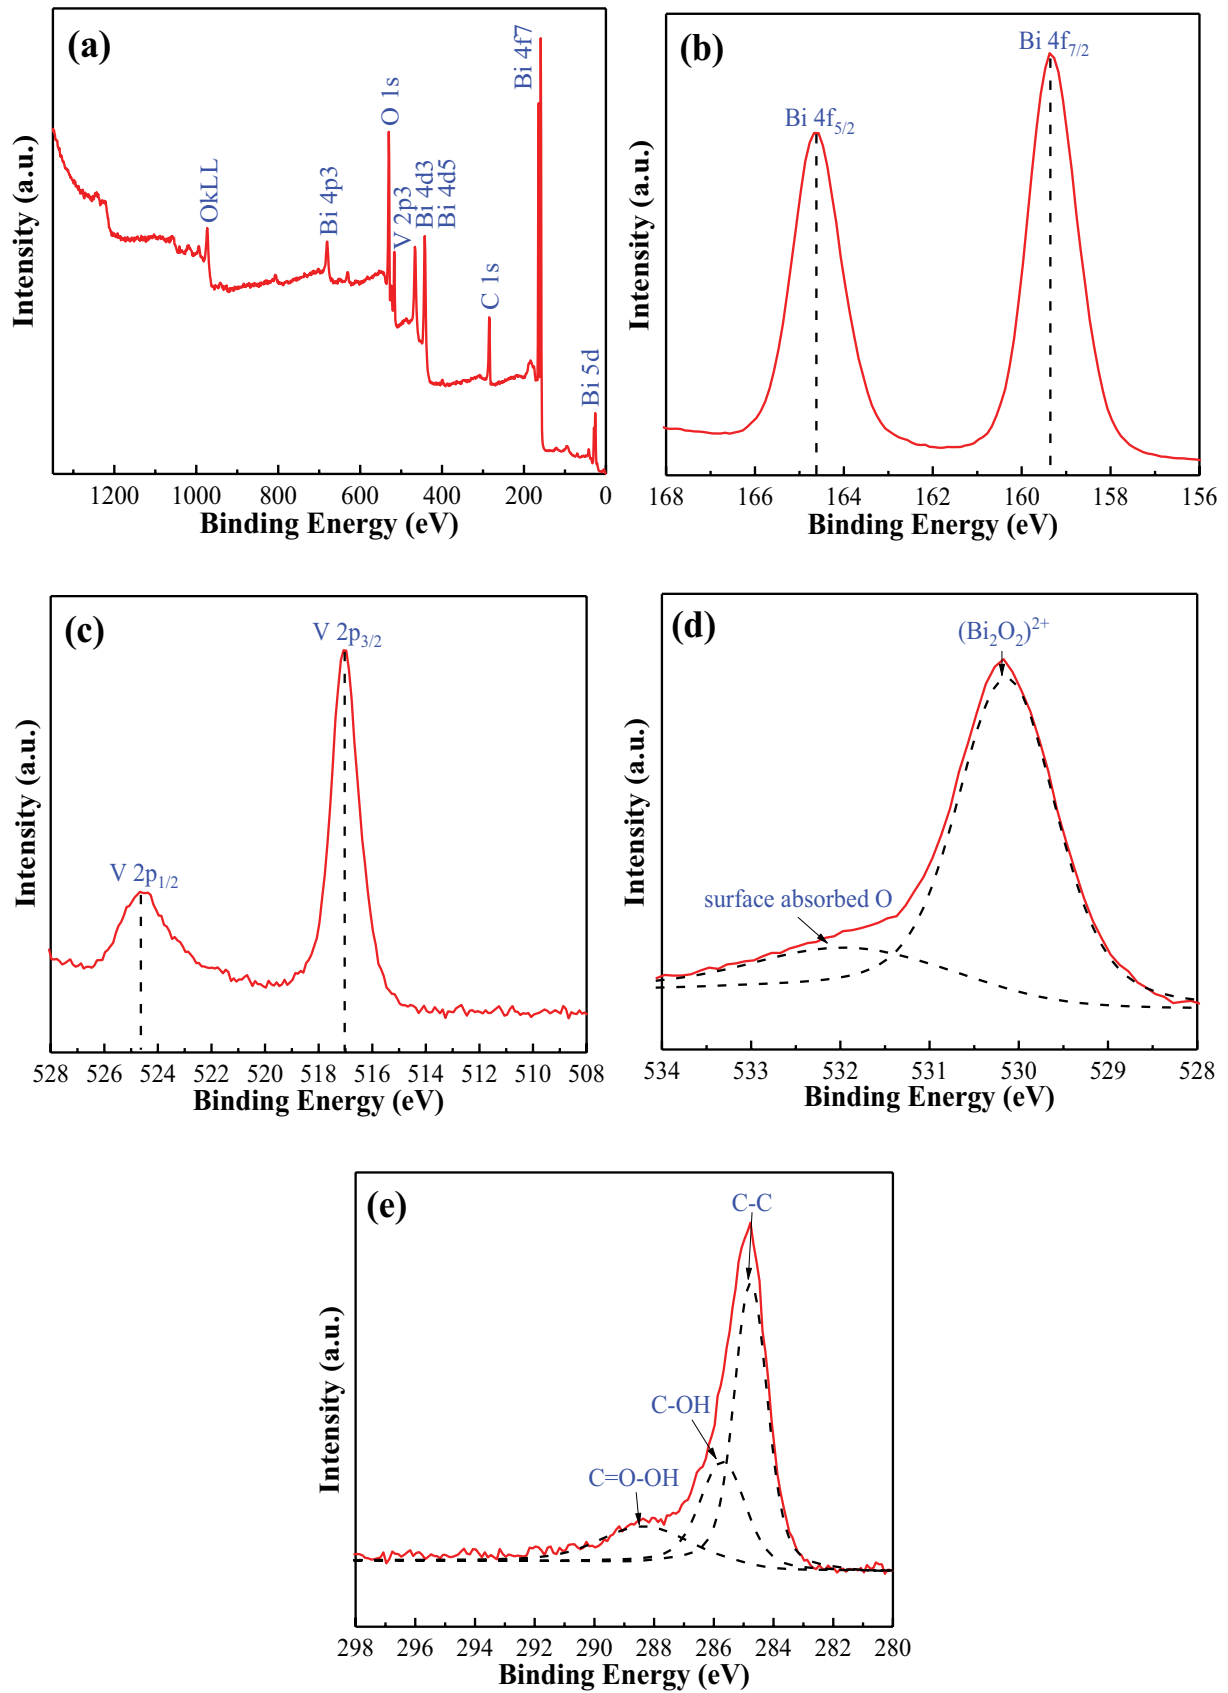 (a)
OkLL
Bi 4p3
O 1s
V 2p3
Bi 4d3
Bi 4d5
C 1s
Bi 4f7
Bi 5d
Intensity (a.u.)
1200 1000 800 600 400 200 0
Binding Energy (eV)
(b)
Bi 4f5/2
Bi 4f7/2
Intensity (a.u.)
168 166 164 162 160 158 156
Binding Energy (eV)
(c)
V 2p3/2
V 2p1/2
Intensity (a.u.)
528 526 524 522 520 518 516 514 512 510 508
Binding Energy (eV)
(d)
(Bi2O2)2+
surface absorbed O
Intensity (a.u.)
534 533 532 531 530 529 528
Binding Energy (eV)
(e)
C-C
C-OH
C=O-OH
Intensity (a.u.)
298 296 294 292 290 288 286 284 282 280
Binding Energy (eV)